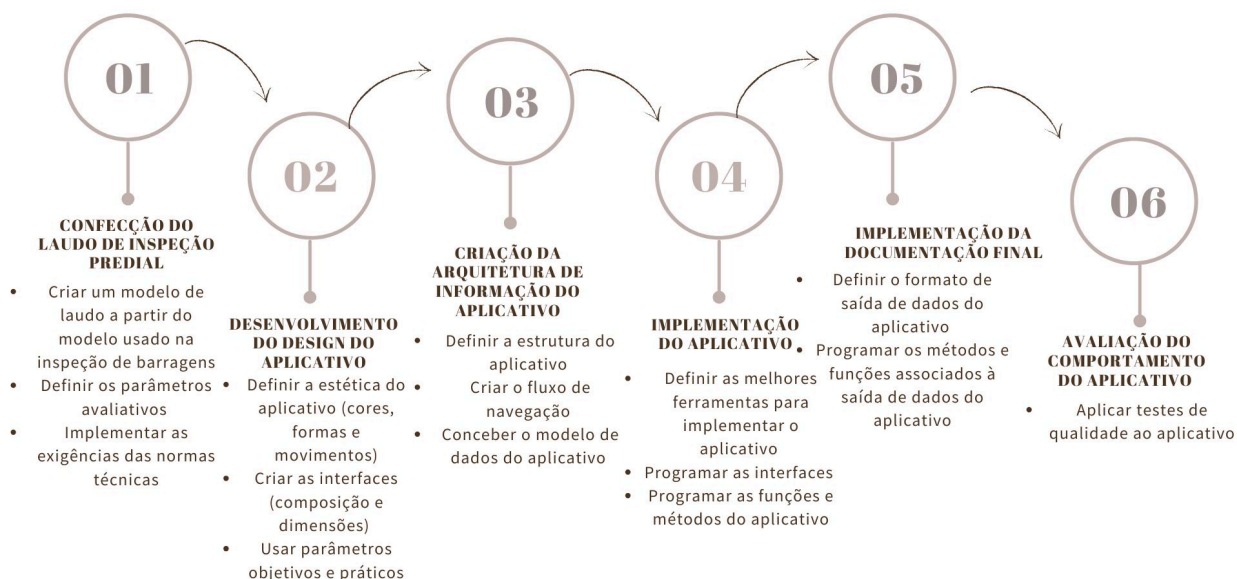 01
CONFECÇÃO DO
LAUDO DE INSPEÇÃO
PREDIAL
• Criar um modelo de
laudo a partir do
modelo usado na
inspeção de barragens
• Definir os parâmetros
avaliativos
• Implementar as
exigências das normas
técnicas
02
DESENVOLVIMENTO
DO DESIGN DO
APLICATIVO
• Definir a estética do
aplicativo (cores,
formas e
movimentos)
• Criar as interfaces
(composição e
dimensões)
• Usar parâmetros
objetivos e práticos
03
CRIAÇÃO DA
ARQUITETURA DE
INFORMAÇÃO DO
APLICATIVO
• Definir a estrutura do
aplicativo
• Criar o fluxo de
navegação
• Conceber o modelo de
dados do aplicativo
04
IMPLEMENTAÇÃO
DO APLICATIVO
• Definir as melhores
ferramentas para
implementar o
aplicativo
• Programar as interfaces
• Programar as funções e
métodos do aplicativo
05
IMPLEMENTAÇÃO DA
DOCUMENTAÇÃO FINAL
• Definir o formato de
saída de dados do
aplicativo
• Programar os métodos e
funções associados à
saída de dados do
aplicativo
06
AVALIAÇÃO DO
COMPORTAMENTO
DO APLICATIVO
• Aplicar testes de
qualidade ao aplicativo